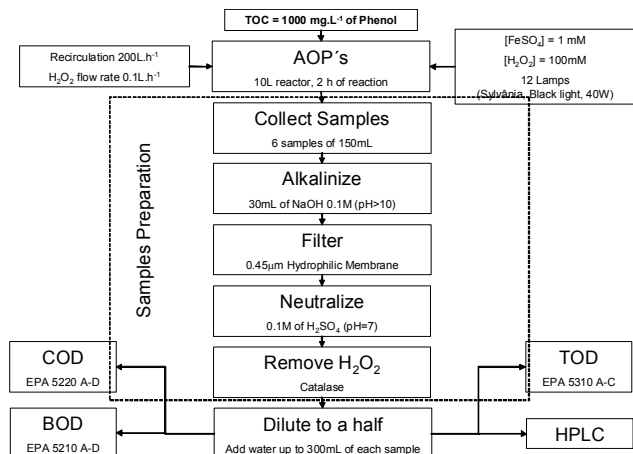 TOC = 1000 mg.L-1 of Phenol
Recirculation 200L.h-1
H2O2 flow rate 0.1L.h-1
AOP´s
10L reactor, 2 h of reaction
[FeSO4] = 1 mM
[H2O2] = 100mM
12 Lamps
(Sylvânia, Black light, 40W)
Samples Preparation
Collect Samples
6 samples of 150mL
Alkalinize
30mL of NaOH 0.1M (pH>10)
Filter
0.45µm Hydrophilic Membrane
Neutralize
0.1M of H2SO4 (pH=7)
Remove H2O2
Catalase
COD
EPA 5220 A-D
TOD
EPA 5310 A-C
BOD
EPA 5210 A-D
Dilute to a half
Add water up to 300mL of each sample
HPLC